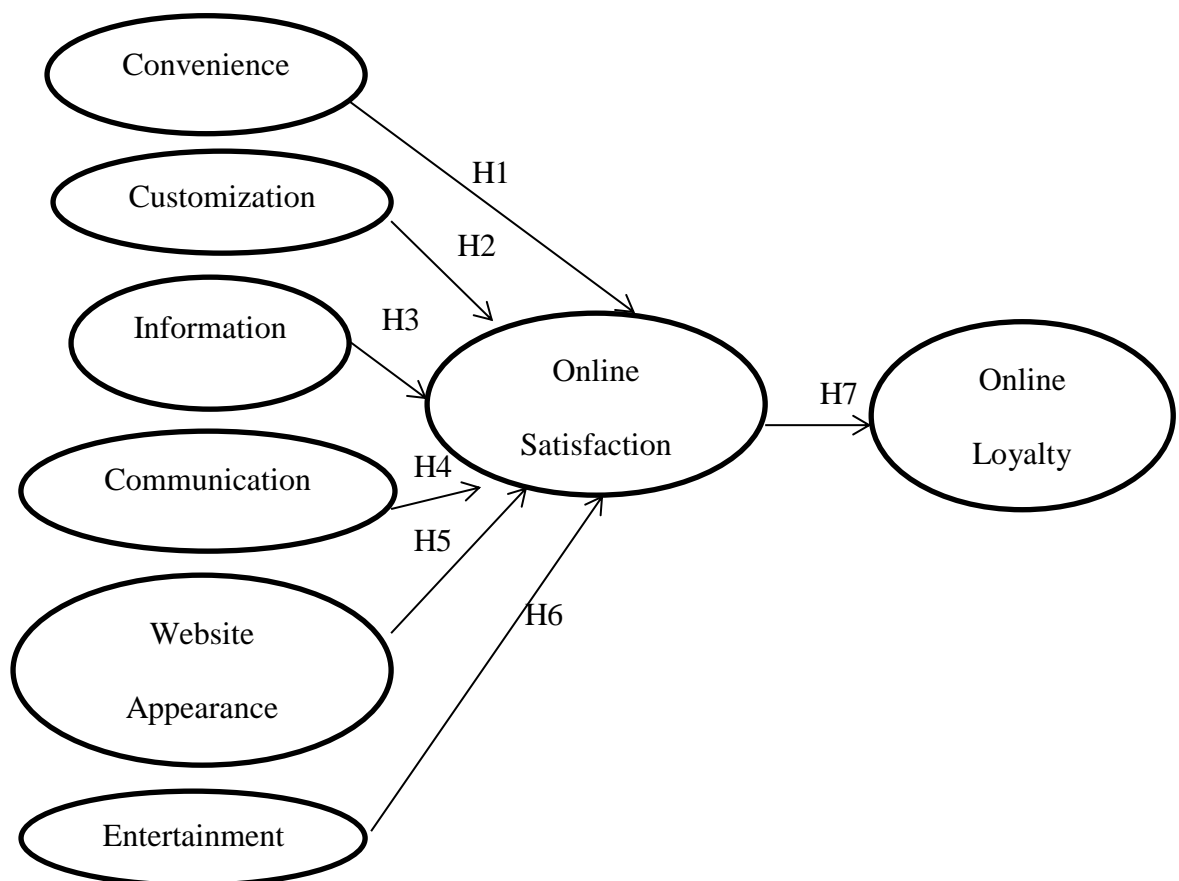 Convenience
H1
Customization
H2
Information
H3
Online
Satisfaction
H7
Online
Loyalty
Communication
H4
H5
Website
Appearance
H6
Entertainment